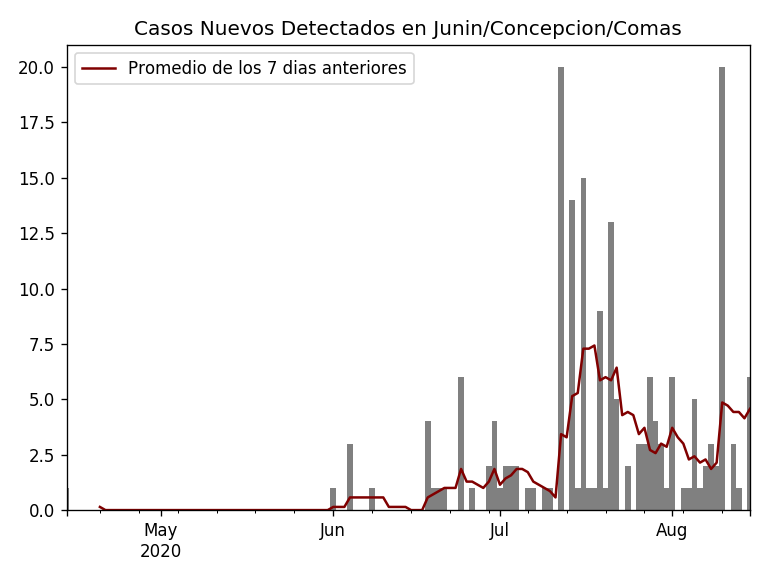 Casos Nuevos Detectados en Junin/Concepcion/Comas
Promedio de los 7 dias anteriores
20.0
17.5
15.0
12.5
10.0
7.5
5.0
2.5
0.0
May
2020
Jun
Jul
Aug